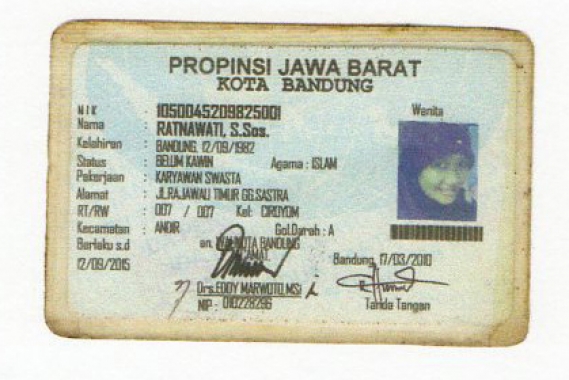 PROPINSI JAWA BARAT
KOTA BANDUNG
NIK : 1050045209825001
Wanita
Nama : RATNAWATI, S.Sos.
Kelahiran : BANDUNG, 12/09/1982
Status : BELUM KAWIN Agama : ISLAM
Pekerjaan : KARYAWAN SWASTA
Alamat : JL.RAJAWALI TIMUR GG.SASTRA
RT/RW : 007 / 007 Kel: CIROYOM
Kecamatan : ANDIR Gol.Darah : A
Berlaku s.d an. WALIKOTA BANDUNG
CAMAT,
12/09/2015 Bandung, 17/03/2010
Drs.EDDY MARWOTO,MSi
NIP - 010228296 Tanda Tangan